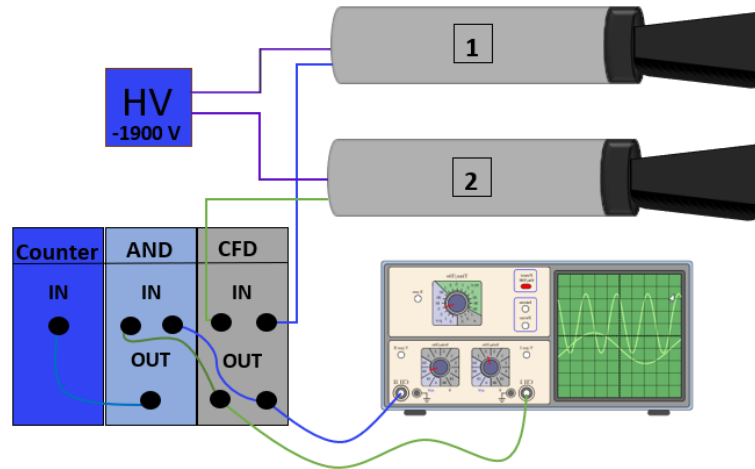 1
HV
-1900 V
2
Counter AND CFD
IN IN IN
OUT OUT